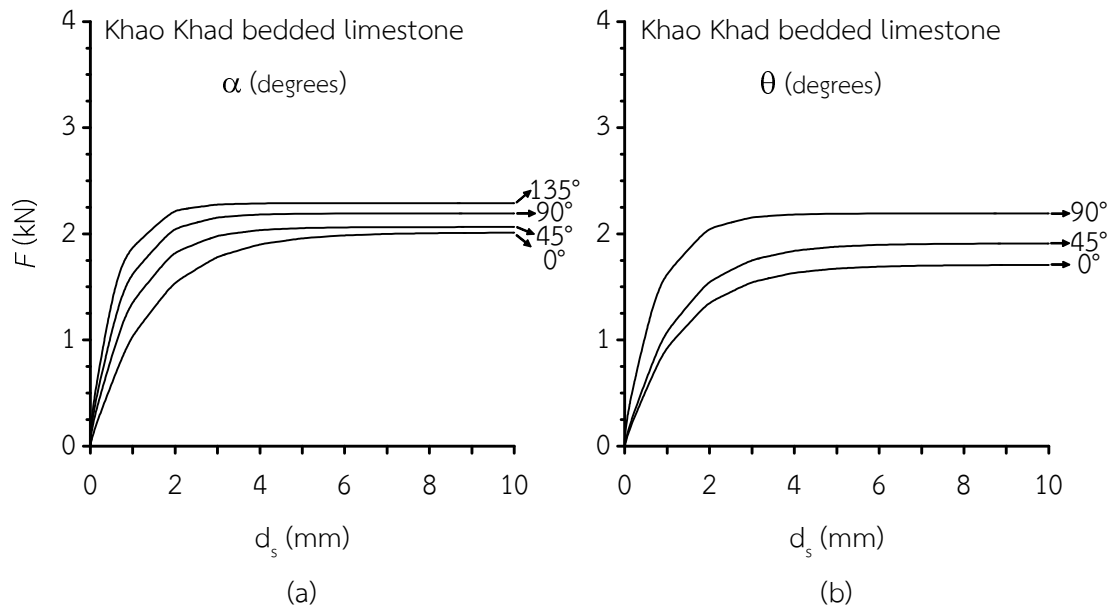 Khao Khad bedded limestone
α (degrees)
F (kN)
4
3
2
1
0
135°
90°
45°
0°
0 2 4 6 8 10
d_s (mm)
(a)
Khao Khad bedded limestone
θ (degrees)
4
3
2
1
0
90°
45°
0°
0 2 4 6 8 10
d_s (mm)
(b)